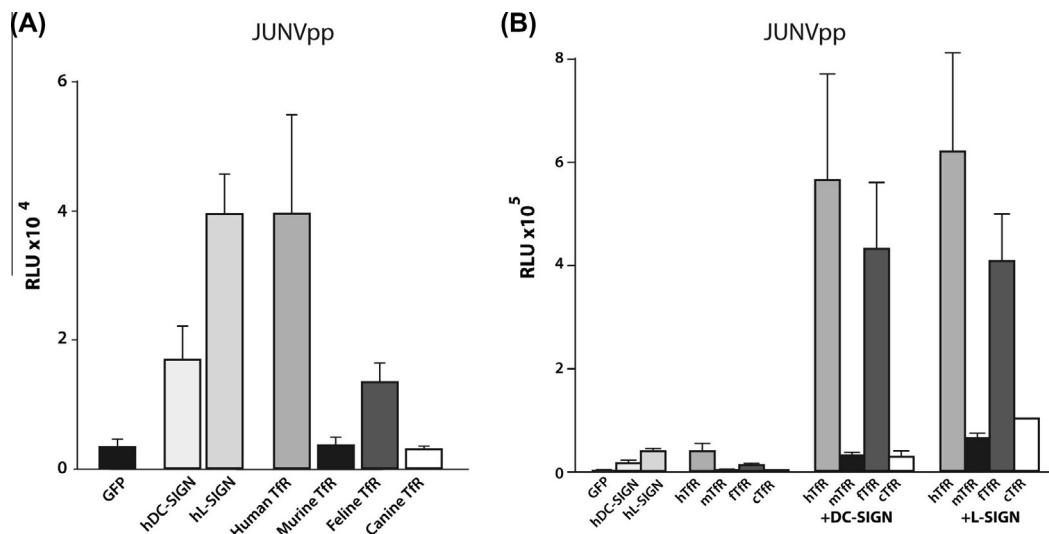 (A)
JUNVpp
RLU x10 4
6
4
2
0
GFP
hDC-SIGN
hL-SIGN
Human TfR
Murine TfR
Feline TfR
Canine TfR
(B)
JUNVpp
RLU x10 5
8
6
4
2
0
GFP
hDC-SIGN
hL-SIGN
hTfR
mTfR
fTfR
cTfR
hTfR
mTfR
fTfR
cTfR
+DC-SIGN
hTfR
mTfR
fTfR
cTfR
+L-SIGN